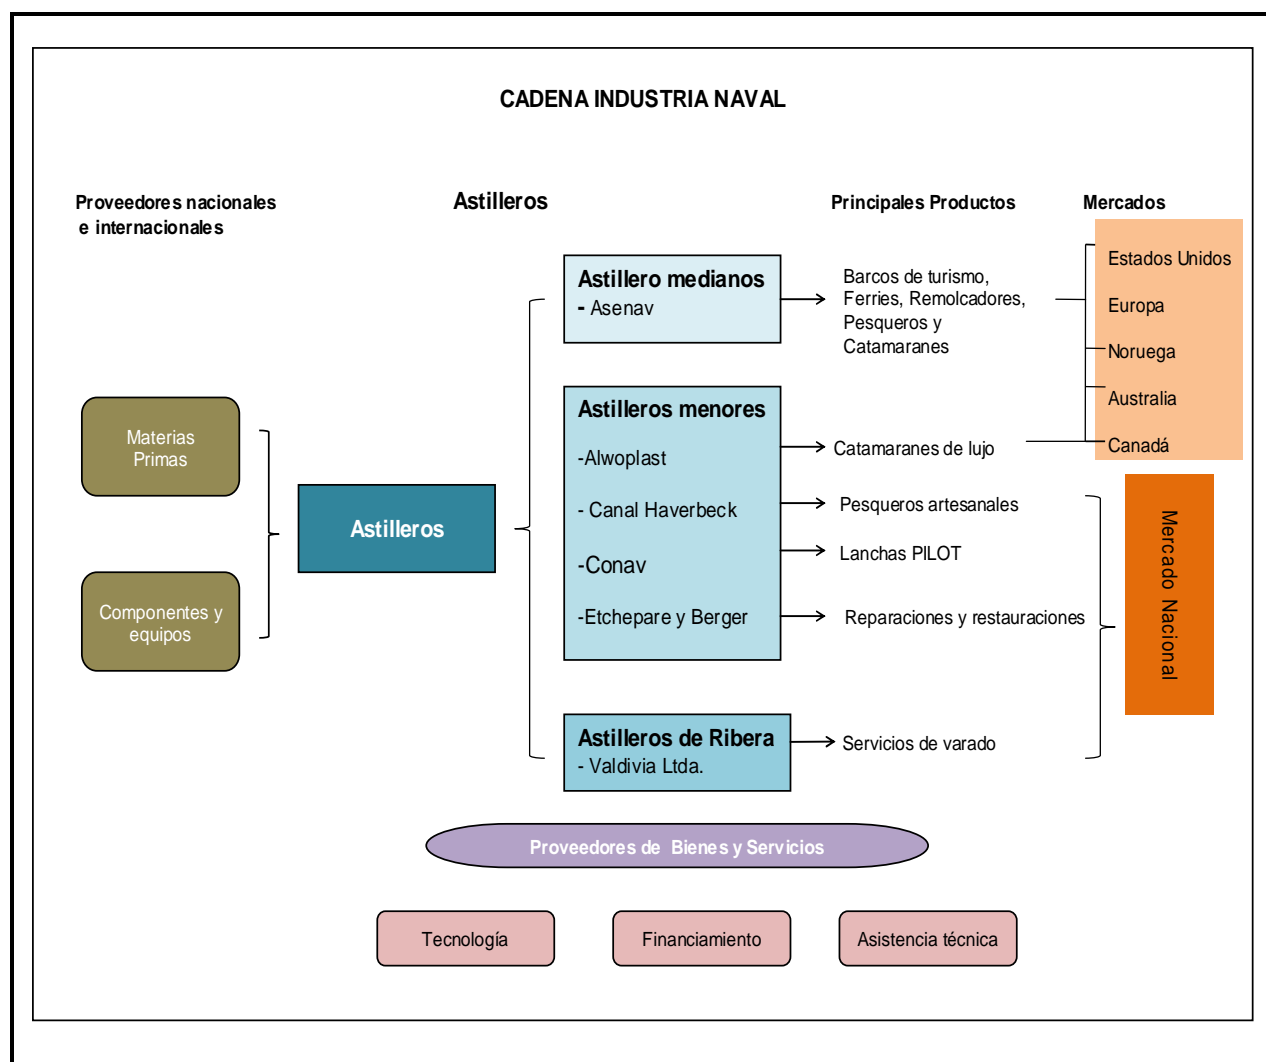 CADENA INDUSTRIA NAVAL
Proveedores nacionales
e internacionales
Astilleros
Principales Productos
Mercados
Materias
Primas
Componentes y
equipos
Astilleros
Astillero medianos
- Asenav
Astilleros menores
-Alwoplast
- Canal Haverbeck
-Conav
-Etchepare y Berger
Astilleros de Ribera
- Valdivia Ltda.
Barcos de turismo,
Ferries, Remolcadores,
Pesqueros y
Catamaranes
Catamaranes de lujo
Pesqueros artesanales
Lanchas PILOT
Reparaciones y restauraciones
Servicios de varado
Estados Unidos
Europa
Noruega
Australia
Canadá
Mercado Nacional
Proveedores de Bienes y Servicios
Tecnología
Financiamiento
Asistencia técnica